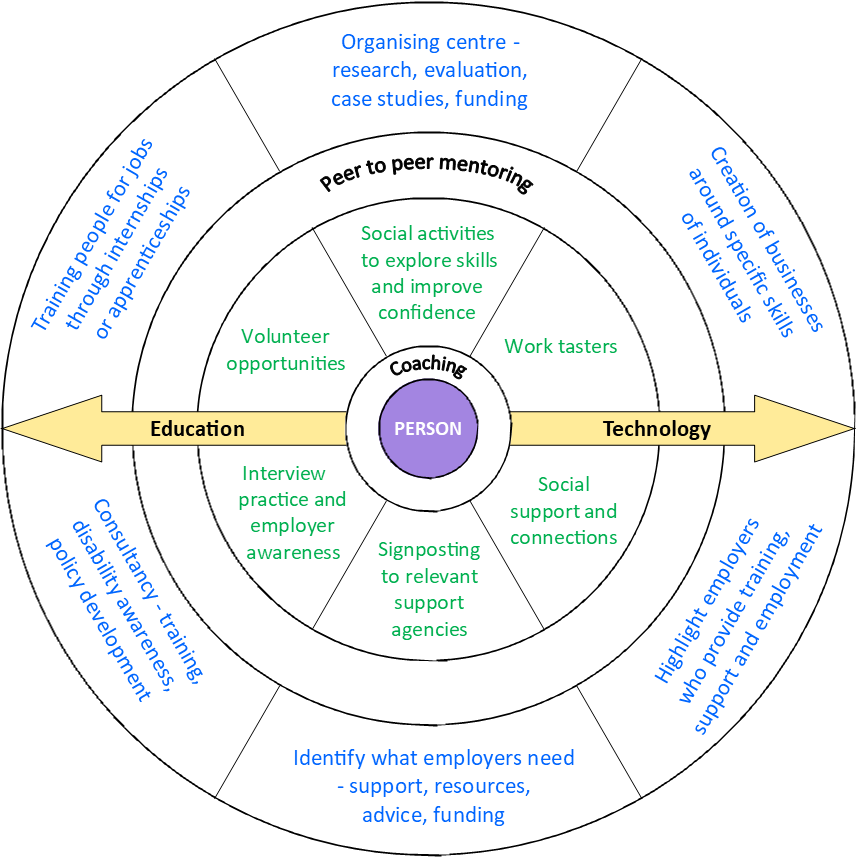 Organising centre -
research, evaluation,
case studies, funding
Training people for jobs
through internships
or apprenticeships
Creation of businesses
around specific skills
of individuals
Peer to peer mentoring
Social activities
to explore skills
and improve
confidence
Volunteer
opportunities
Work tasters
Coaching
PERSON
Education
Technology
Interview
practice and
employer
awareness
Social
support and
connections
Signposting
to relevant
support
agencies
Consultancy - training,
disability awareness,
policy development
Highlight employers
who provide training,
support and employment
Identify what employers need
- support, resources,
advice, funding